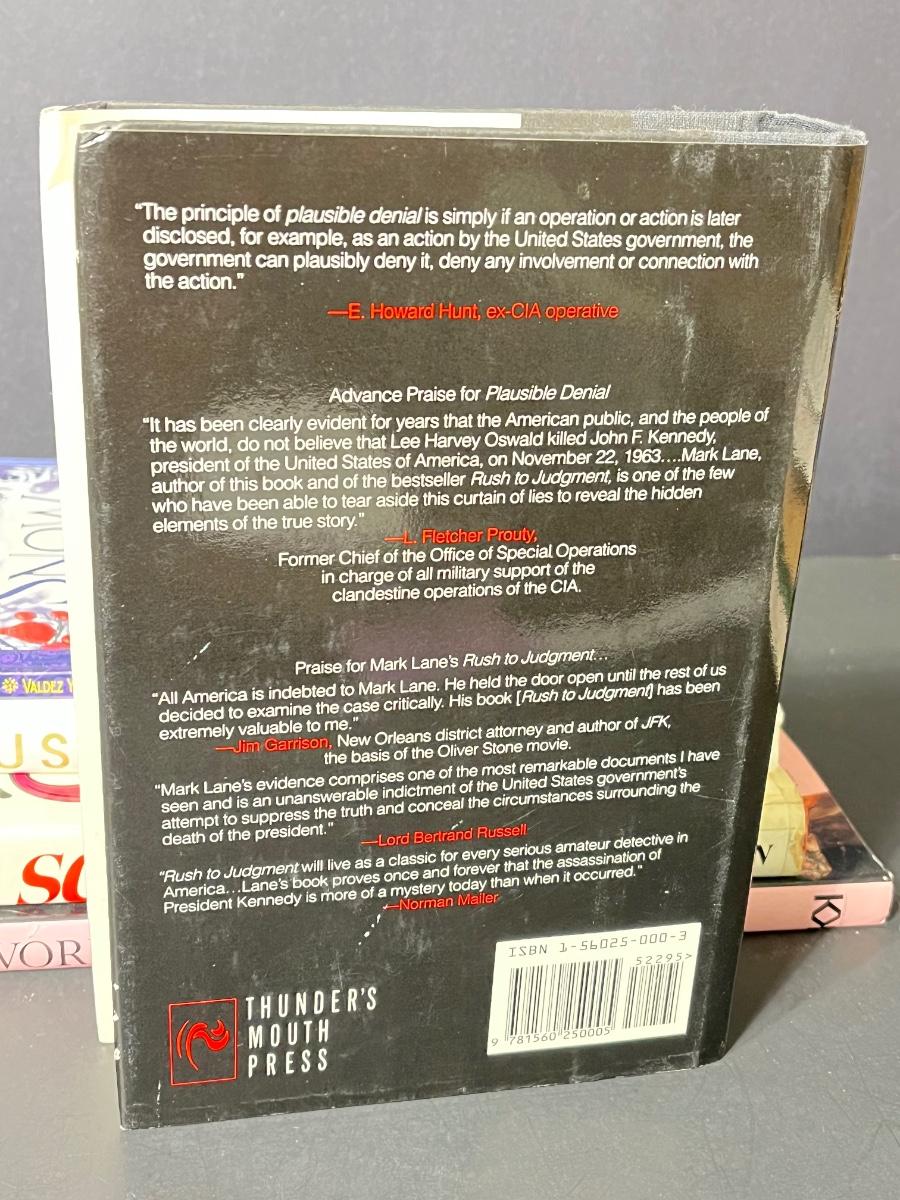 “The principle of plausible denial is simply if an operation or action is later
disclosed, for example, as an action by the United States government, the
government can plausibly deny it, deny any involvement or connection with
the action.”
—E. Howard Hunt, ex-CIA operative
Advance Praise for Plausible Denial
“It has been clearly evident for years that the American public, and the people of
the world, do not believe that Lee Harvey Oswald killed John F. Kennedy,
president of the United States of America, on November 22, 1963....Mark Lane,
author of this book and of the bestseller Rush to Judgment, is one of the few
who have been able to tear aside this curtain of lies to reveal the hidden
elements of the true story.”
—L. Fletcher Prouty,
Former Chief of the Office of Special Operations
in charge of all military support of the
clandestine operations of the CIA.
Praise for Mark Lane's Rush to Judgment...
“All America is indebted to Mark Lane. He held the door open until the rest of us
decided to examine the case critically. His book [Rush to Judgment] has been
extremely valuable to me.”
—Jim Garrison, New Orleans district attorney and author of JFK,
the basis of the Oliver Stone movie.
“Mark Lane's evidence comprises one of the most remarkable documents I have
seen and is an unanswerable indictment of the United States government's
attempt to suppress the truth and conceal the circumstances surrounding the
death of the president.”
—Lord Bertrand Russell
“Rush to Judgment will live as a classic for every serious amateur detective in
America...Lane's book proves once and forever that the assassination of
President Kennedy is more of a mystery today than when it occurred.”
—Norman Mailer
ISBN 1-56025-000-3
52295>
9 781560 250005
THUNDER'S
MOUTH
PRESS
VALDEZ